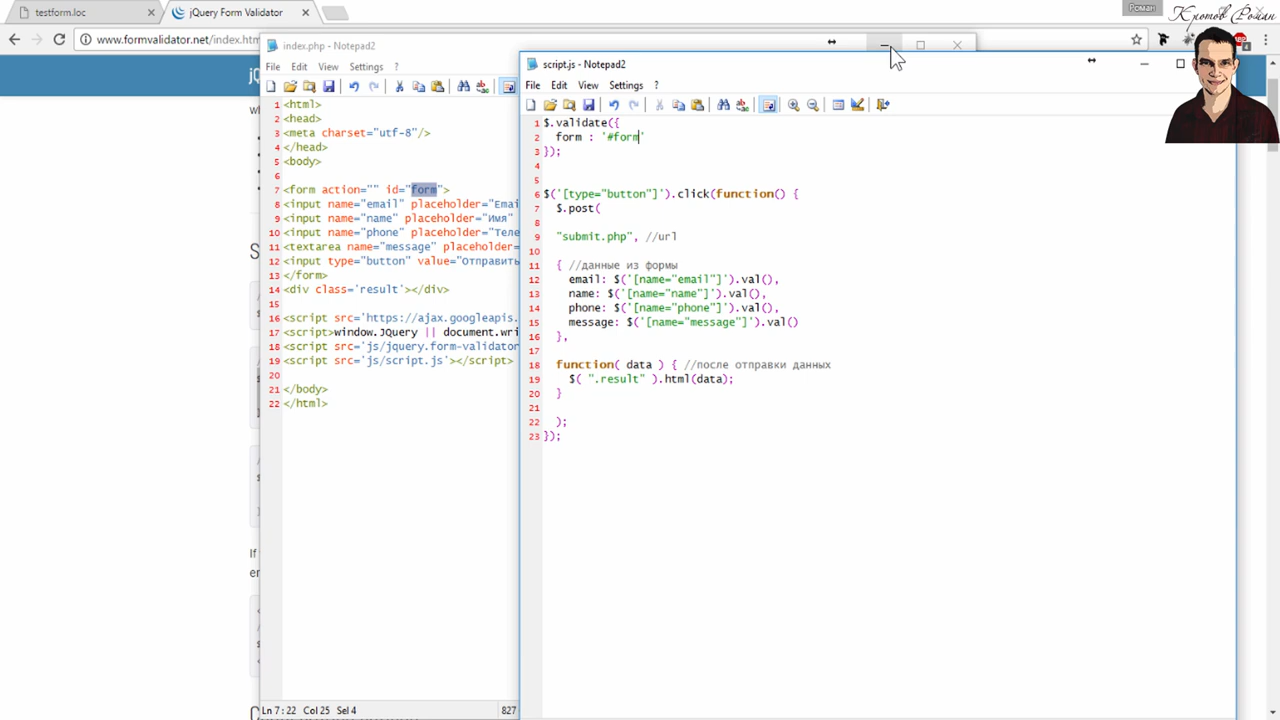 testform.loc
jQuery Form Validator
Роман
Кротов Роман
www.formvalidator.net/index.htm
index.php - Notepad2
File Edit View Settings ?
1 <html>
2 <head>
3 <meta charset="utf-8"/>
4 </head>
5 <body>
6
7 <form action="" id="form">
8 <input name="email" placeholder="Emai
9 <input name="name" placeholder="Имя"
10 <input name="phone" placeholder="Теле
11 <textarea name="message" placeholder=
12 <input type="button" value="Отправить
13 </form>
14 <div class='result'></div>
15
16 <script src='https://ajax.googleapis.
17 <script>window.JQuery || document.wri
18 <script src='js/jquery.form-validator
19 <script src='js/script.js'></script>
20
21 </body>
22 </html>
Ln 7 : 22 Col 25 Sel 4
827
script.js - Notepad2
File Edit View Settings ?
1 $.validate({
2 form : '#form'
3 });
4
5
6 $('[type="button"]').click(function() {
7 $.post(
8
9 "submit.php", //url
10
11 { //данные из формы
12 email: $('[name="email"]').val(),
13 name: $('[name="name"]').val(),
14 phone: $('[name="phone"]').val(),
15 message: $('[name="message"]').val()
16 },
17
18 function( data ) { //после отправки данных
19 $( ".result" ).html(data);
20 }
21
22 );
23 });